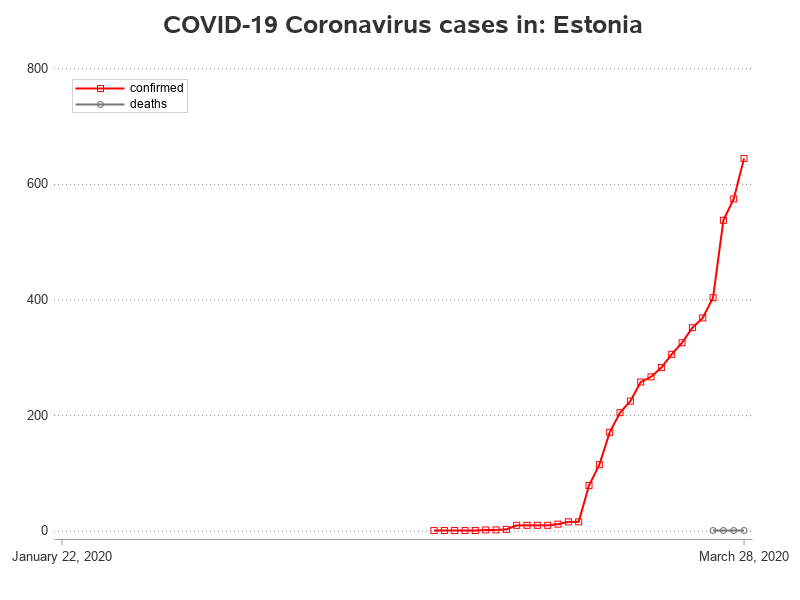 COVID-19 Coronavirus cases in: Estonia
800
confirmed
deaths
600
400
200
0
January 22, 2020
March 28, 2020